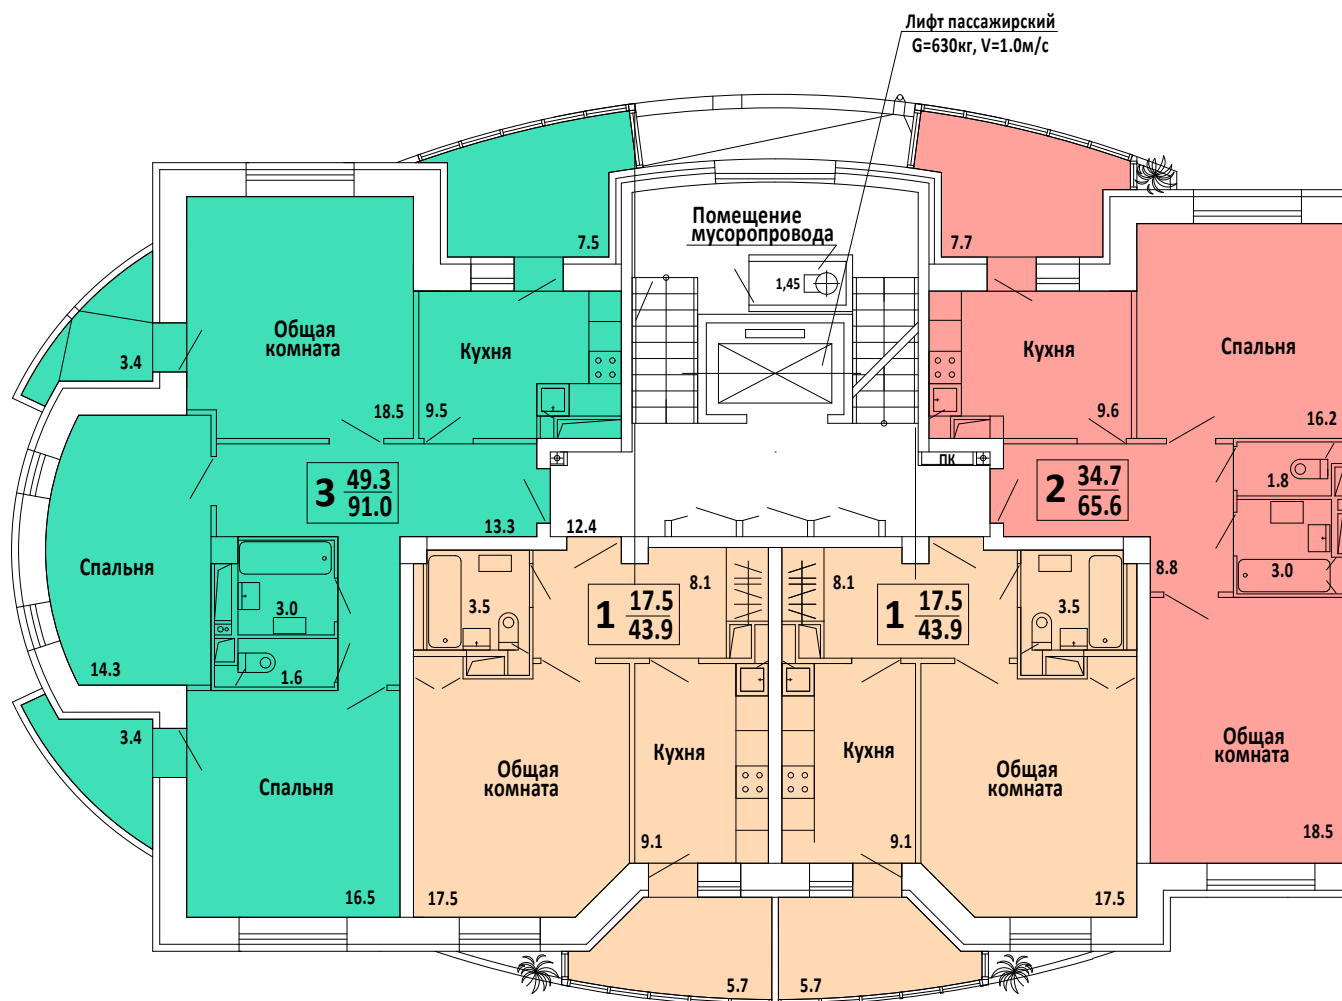 Лифт пассажирский
G=630кг, V=1.0м/с
Помещение
мусоропровода
1,45
7.5
7.7
3.4
Общая
комната
18.5
Кухня
9.5
Кухня
9.6
Спальня
16.2
3 49.3
91.0
13.3
12.4
ПК
2 34.7
65.6
1.8
3.0
8.8
Спальня
14.3
3.0
1.6
3.5
1 17.5
43.9
8.1
8.1
1 17.5
43.9
3.5
3.4
Спальня
16.5
Общая
комната
17.5
Кухня
9.1
Кухня
9.1
Общая
комната
17.5
Общая
комната
18.5
5.7
5.7